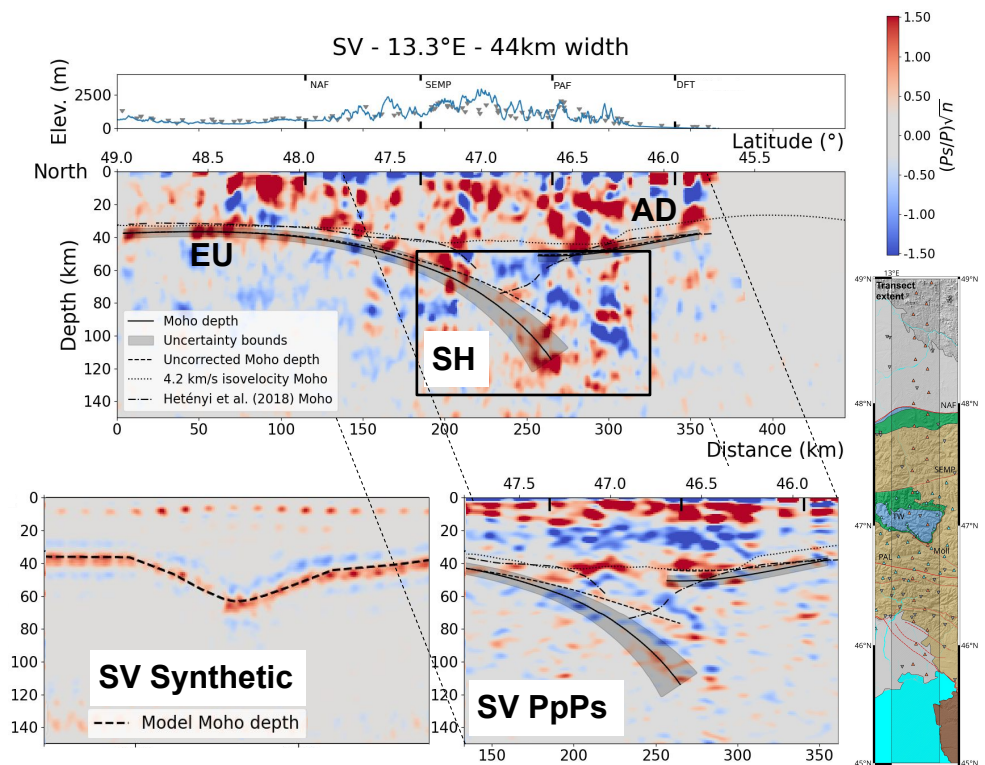 SV - 13.3°E - 44km width
Elev. (m)
2500
0
NAF
SEMP
PAF
DFT
Latitude (°)
49.0 48.5 48.0 47.5 47.0 46.5 46.0 45.5
North
0
20
40
60
80
100
120
140
Depth (km)
EU
AD
SH
Moho depth
Uncertainty bounds
Uncorrected Moho depth
4.2 km/s isovelocity Moho
Hetényi et al. (2018) Moho
0 50 100 150 200 250 300 350 400
Distance (km)
1.50
1.00
0.50
0.00
-0.50
-1.00
-1.50
(Ps/P)√n
0
20
40
60
80
100
120
140
SV Synthetic
Model Moho depth
47.5 47.0 46.5 46.0
0
20
40
60
80
100
120
140
SV PpPs
150 200 250 300 350
13°E
Transect
extent
49°N 49°N
NAF
48°N 48°N
SEMP
TW
47°N 47°N
PAL
Moll
46°N 46°N
45°N 45°N